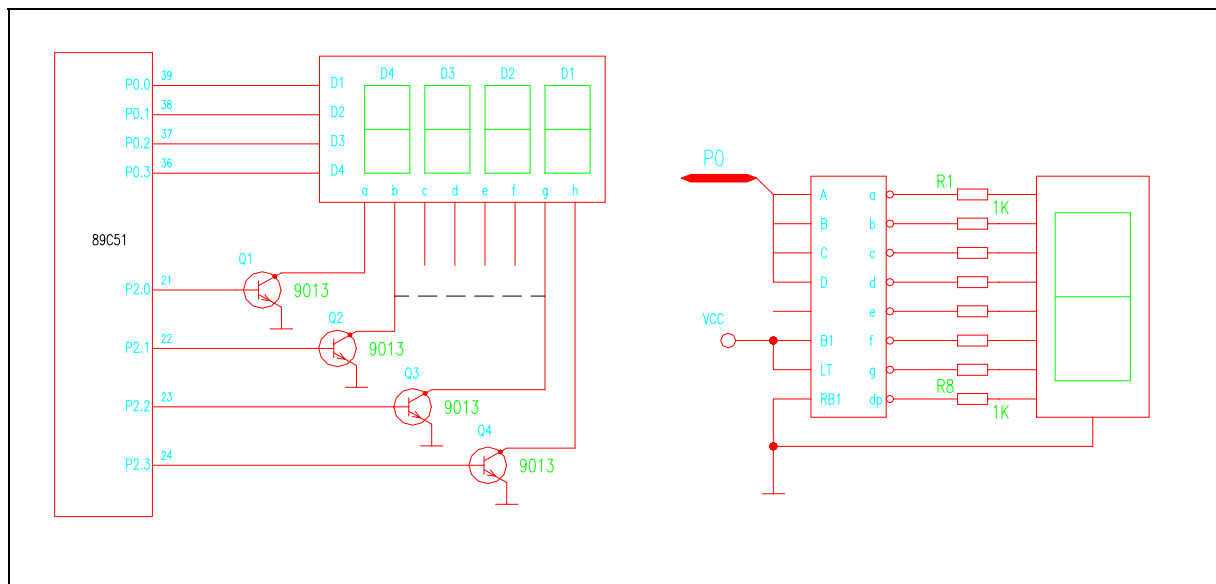 D4 D3 D2 D1
P0.0 39 D1
P0.1 38 D2
P0.2 37 D3
P0.3 36 D4
a b c d e f g h
89C51
P2.0 21 Q1 9013
P2.1 22 Q2 9013
P2.2 23 Q3 9013
P2.3 24 Q4 9013
P0
A a R1 1K
B b
C c
D d
e
VCC B1 f
LT g
RB1 dp R8 1K